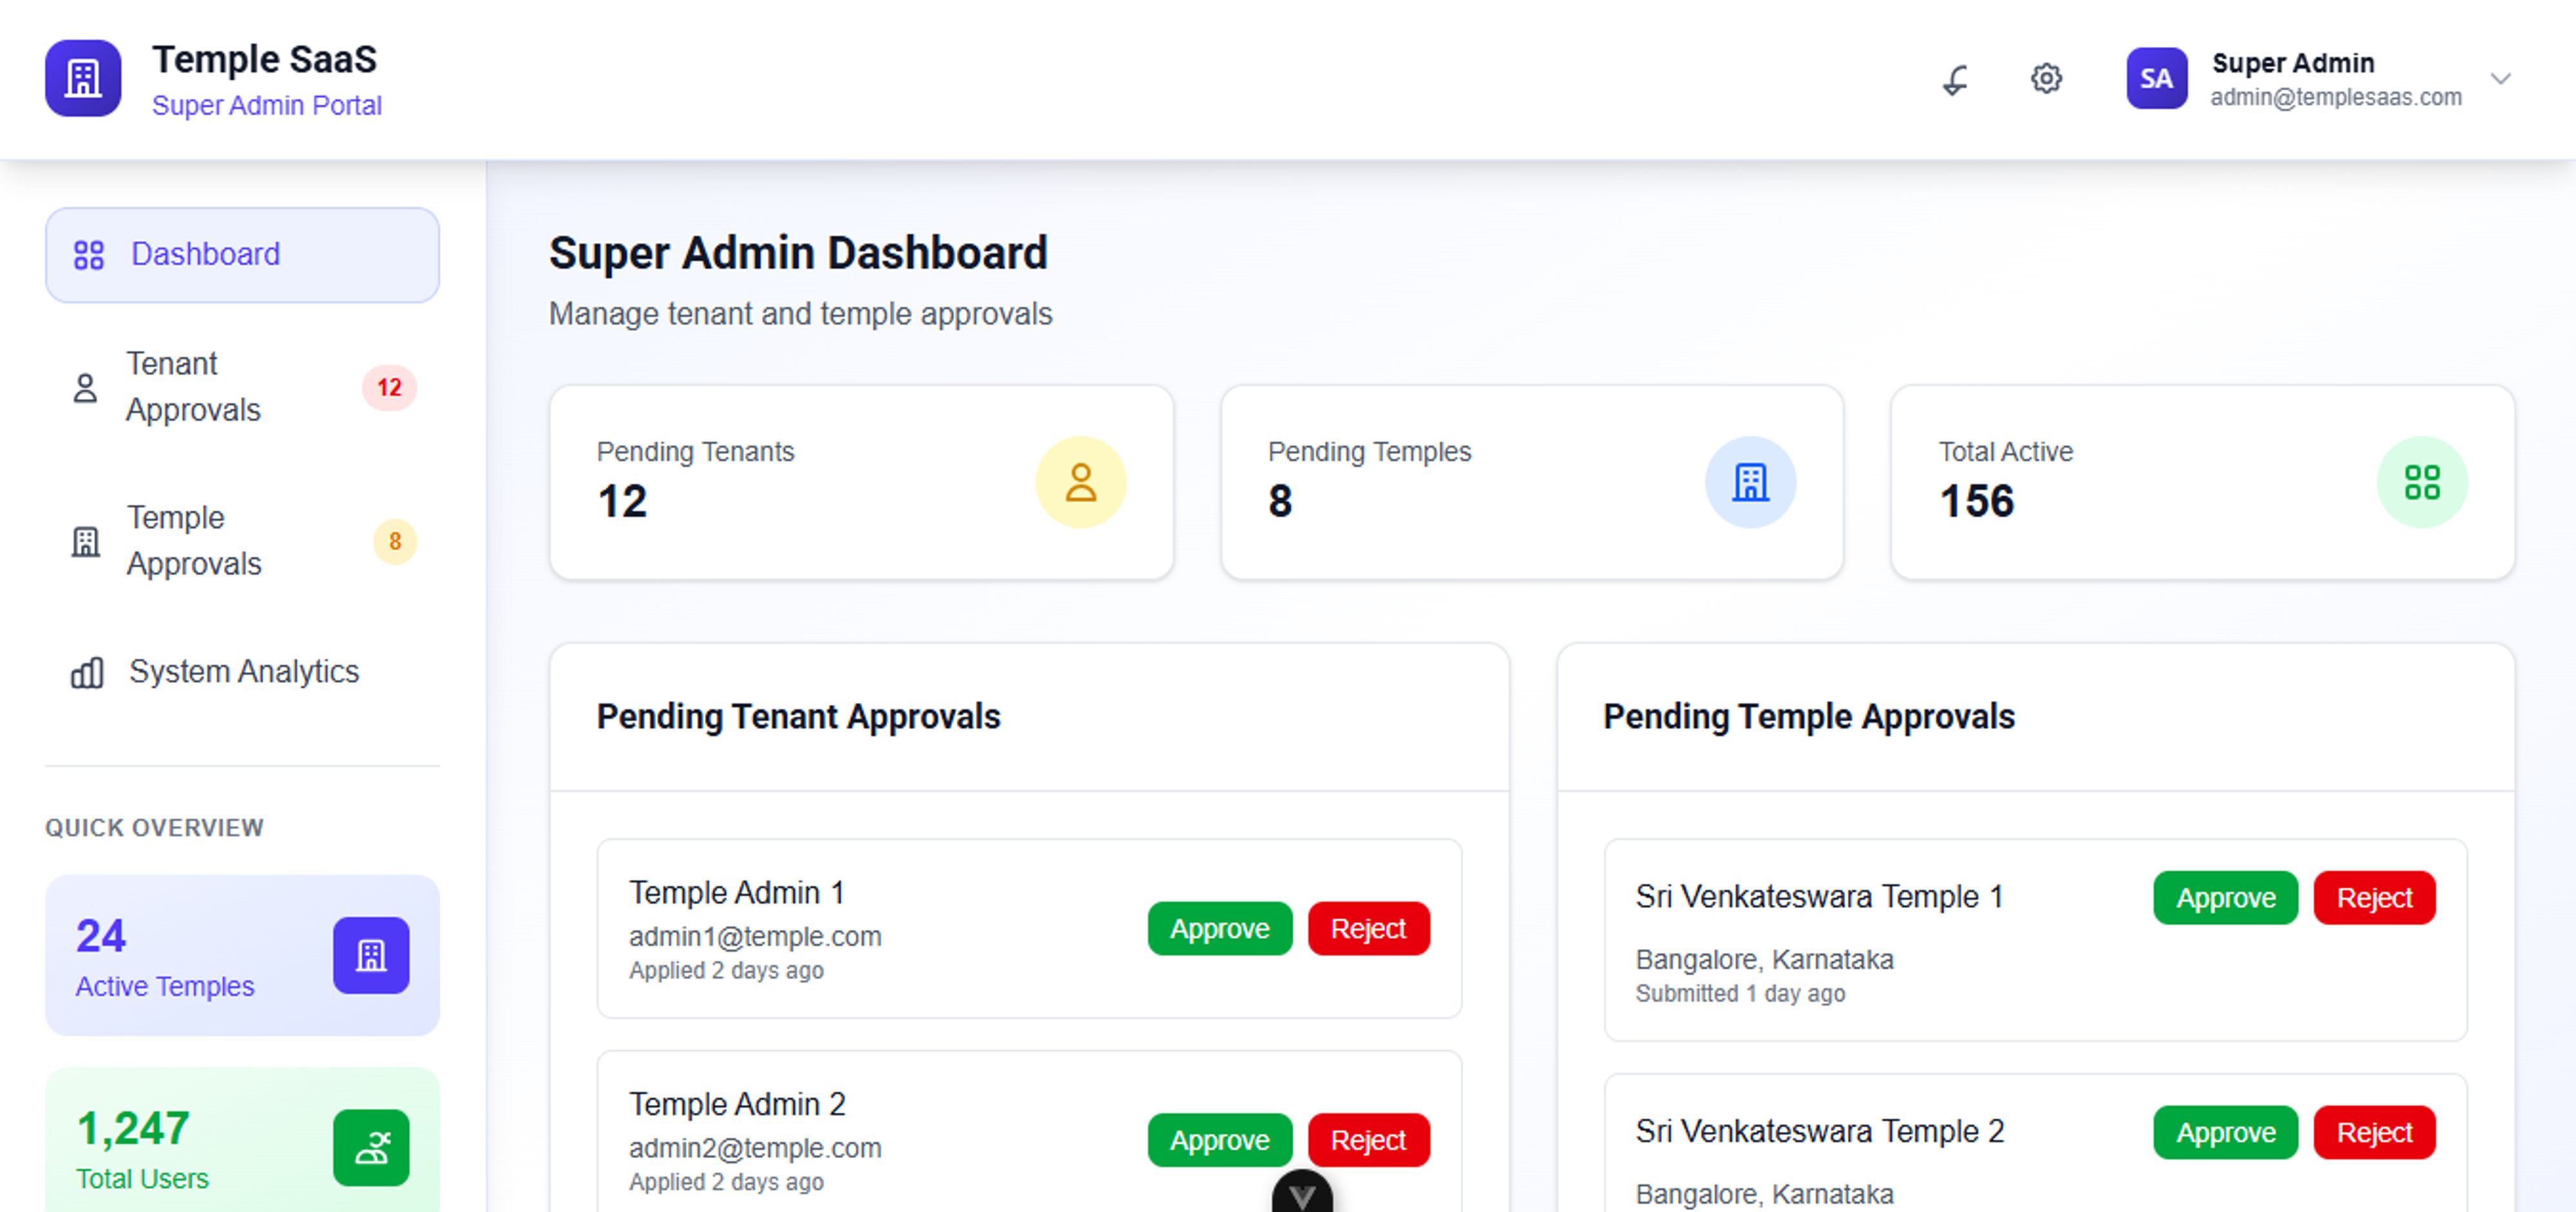 Temple SaaS
Super Admin Portal
SA
Super Admin
admin@templesaas.com
Dashboard
Tenant
Approvals
12
Temple
Approvals
8
System Analytics
QUICK OVERVIEW
24
Active Temples
1,247
Total Users
Super Admin Dashboard
Manage tenant and temple approvals
Pending Tenants
12
Pending Temples
8
Total Active
156
Pending Tenant Approvals
Temple Admin 1
admin1@temple.com
Applied 2 days ago
Approve
Reject
Temple Admin 2
admin2@temple.com
Applied 2 days ago
Approve
Reject
Pending Temple Approvals
Sri Venkateswara Temple 1
Approve
Reject
Bangalore, Karnataka
Submitted 1 day ago
Sri Venkateswara Temple 2
Approve
Reject
Bangalore, Karnataka